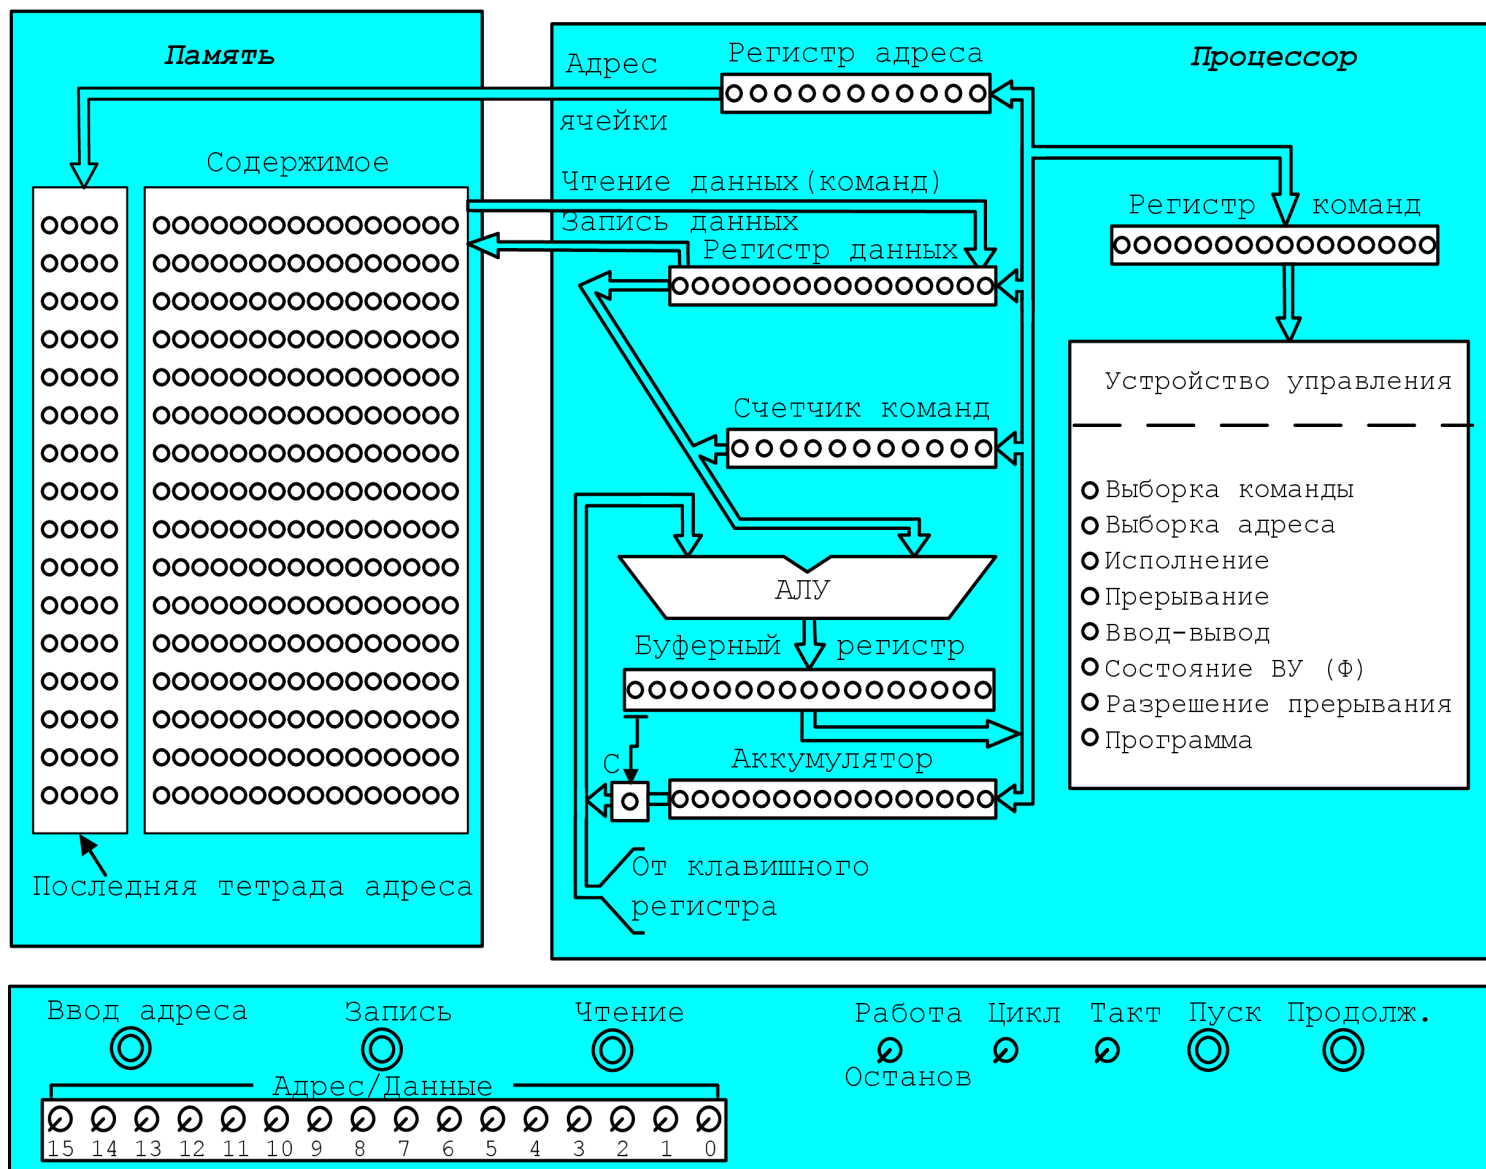 Память
Содержимое
Последняя тетрада адреса
Процессор
Адрес
ячейки
Регистр адреса
Чтение данных(команд)
Запись данных
Регистр данных
Регистр команд
Счетчик команд
АЛУ
Буферный регистр
С
Аккумулятор
От клавишного
регистра
Устройство управления
Выборка команды
Выборка адреса
Исполнение
Прерывание
Ввод-вывод
Состояние ВУ (Ф)
Разрешение прерывания
Программа
Ввод адреса Запись Чтение Работа Цикл Такт Пуск Продолж.
Останов
Адрес/Данные
15 14 13 12 11 10 9 8 7 6 5 4 3 2 1 0